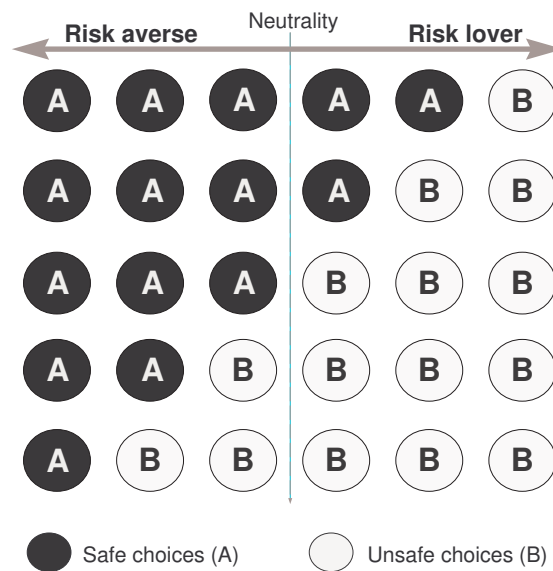 Neutrality
Risk averse Risk lover
A A A A A B
A A A A B B
A A A B B B
A A B B B B
A B B B B B
Safe choices (A) Unsafe choices (B)